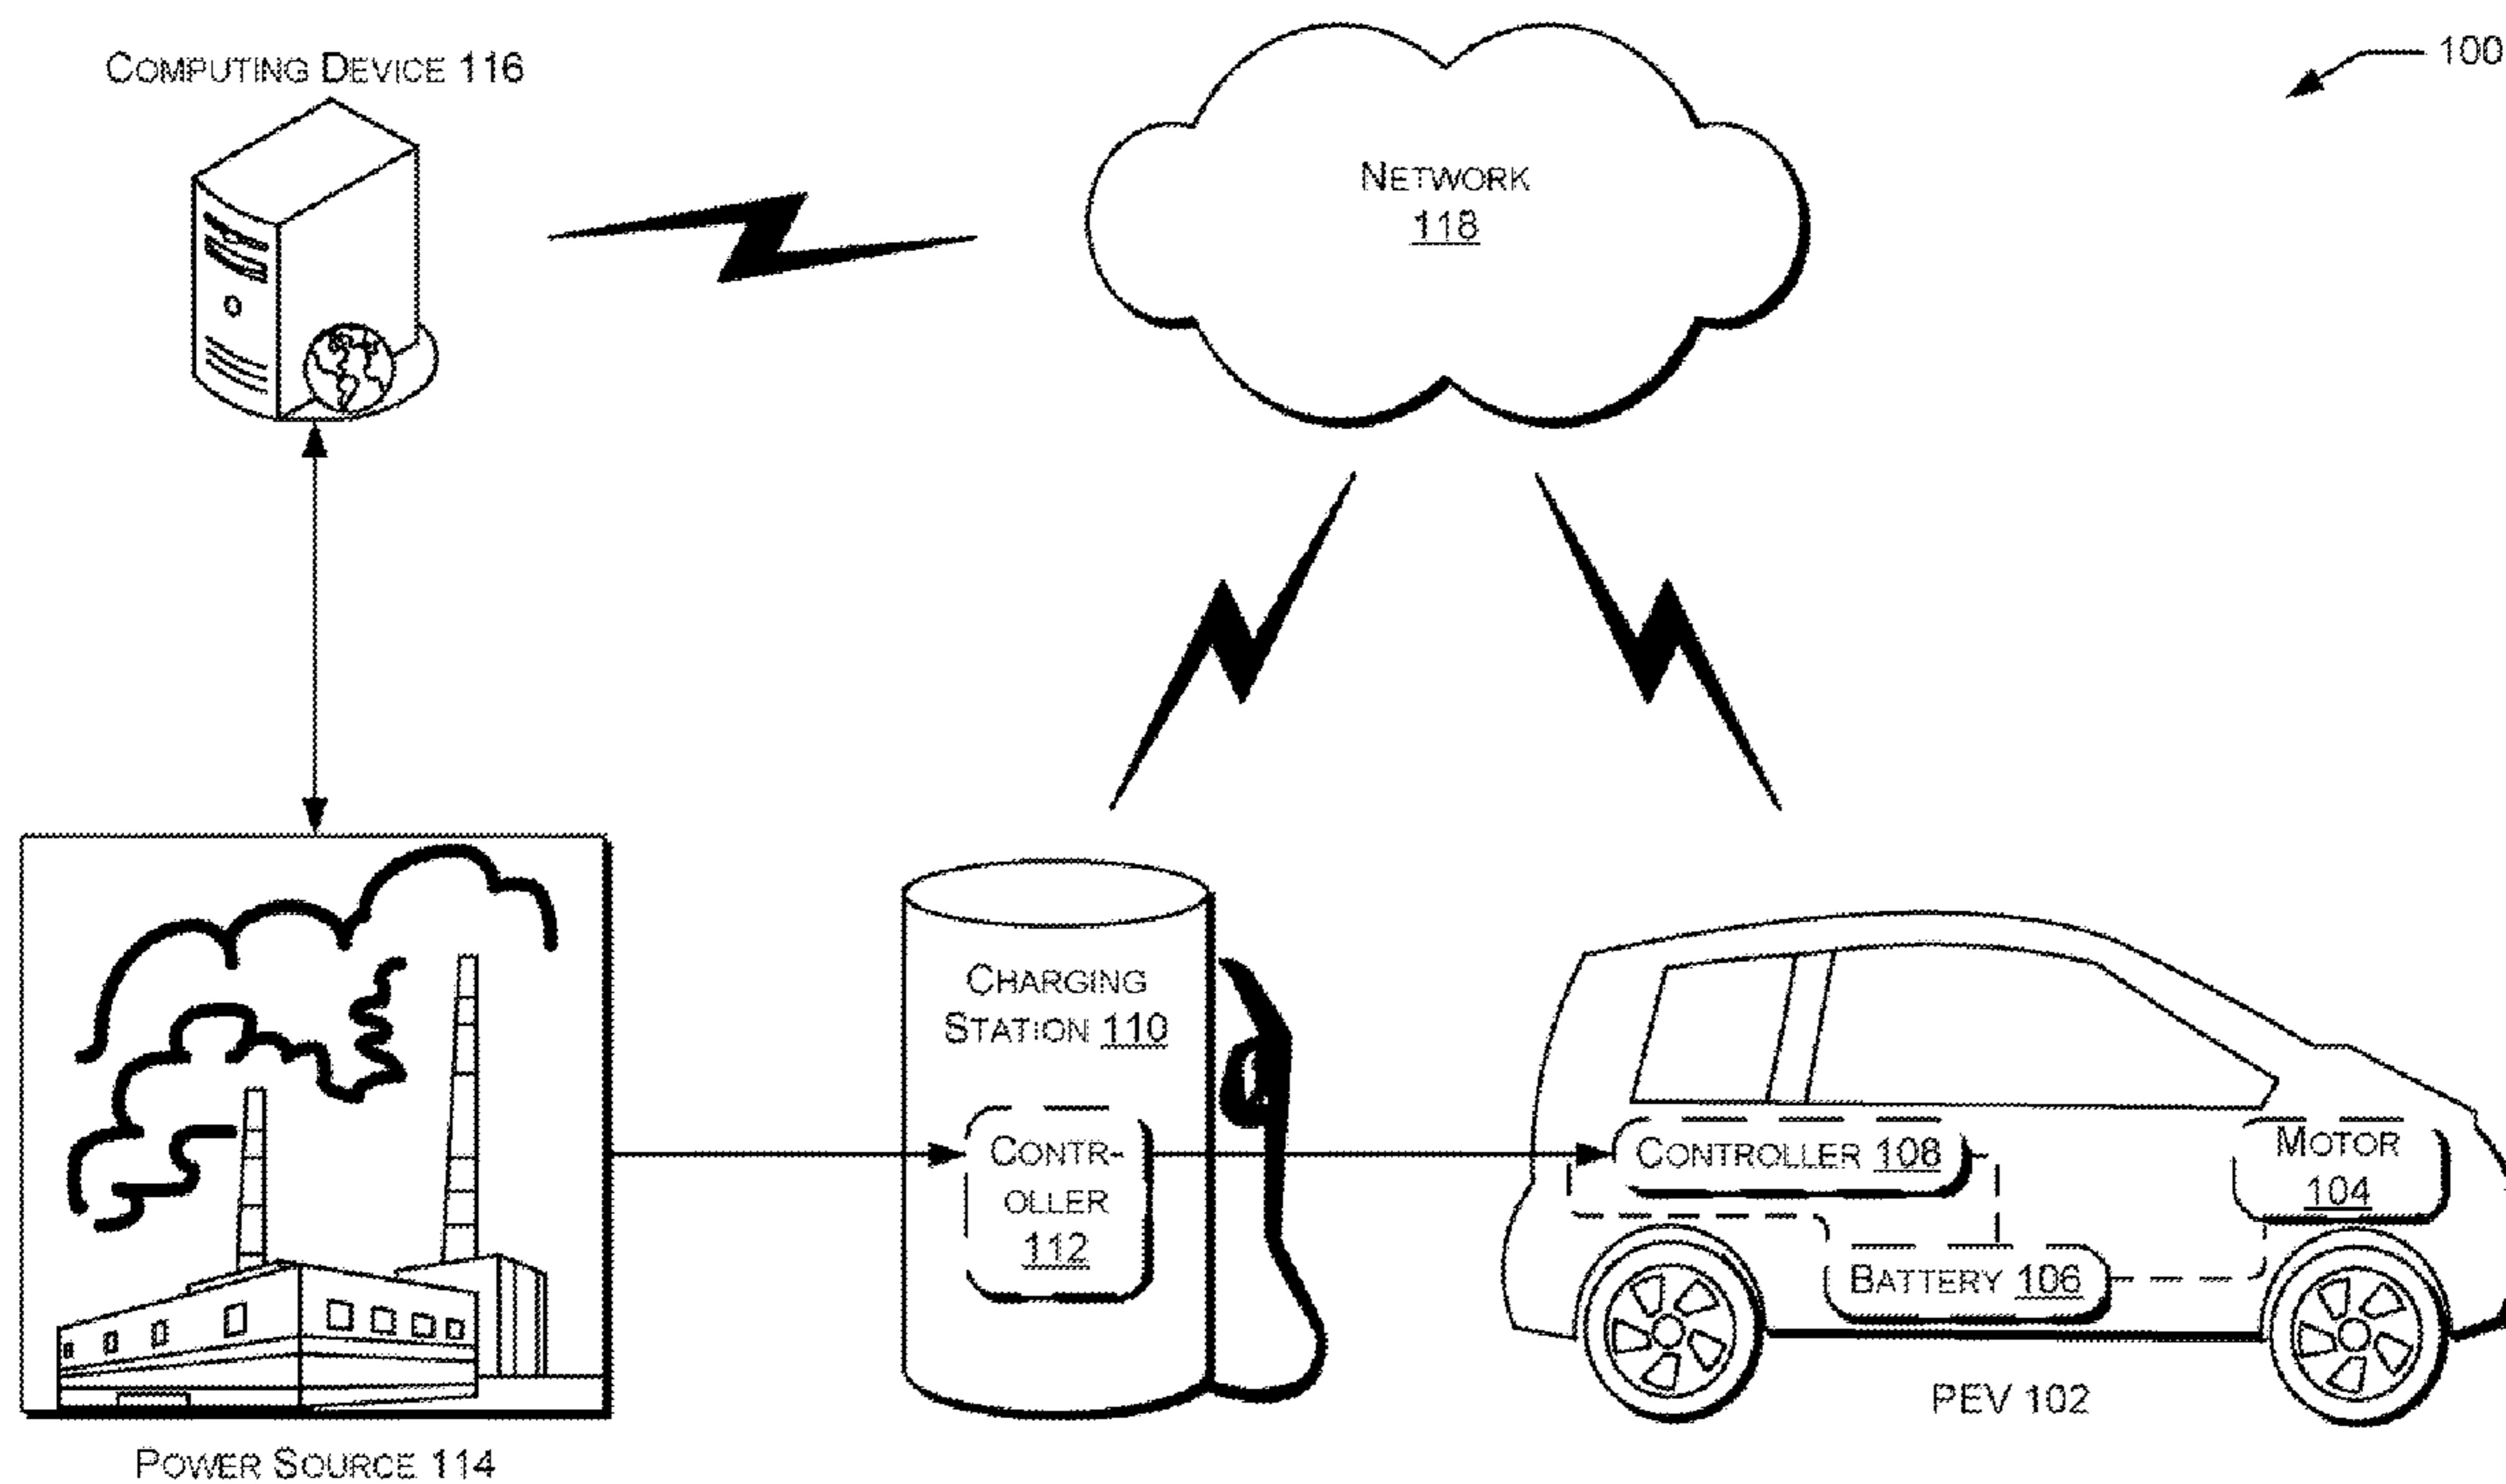 COMPUTING DEVICE 116
100
NETWORK
118
CHARGING
STATION 110
CONTR-
OLLER
112
CONTROLLER 108
MOTOR
104
BATTERY 106
PEV 102
POWER SOURCE 114